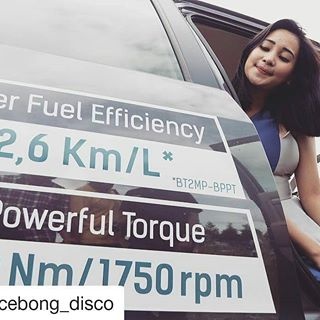 er Fuel Efficiency
2,6 Km/L*
*BT2MP-BPPT
Powerful Torque
Nm/1750 rpm
cebong_disco